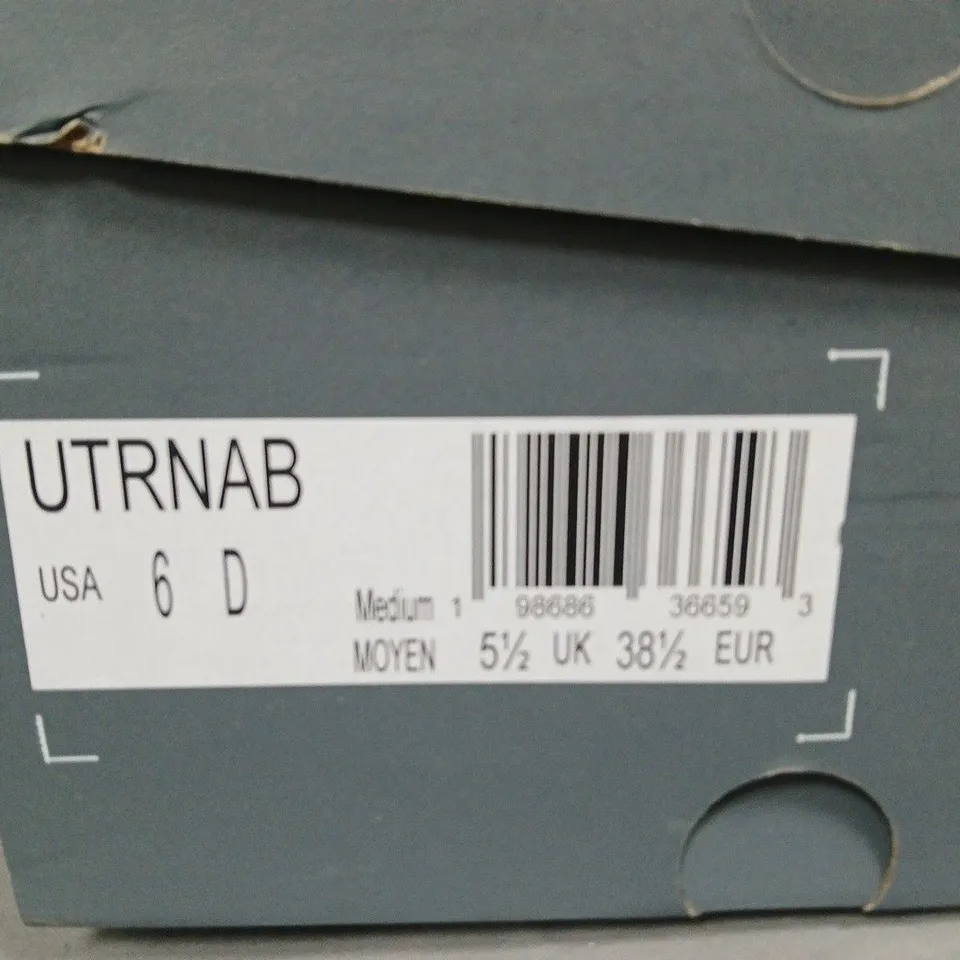 UTRNAB
USA 6 D
Medium 1 98686 36659 3
MOYEN 5½ UK 38½ EUR